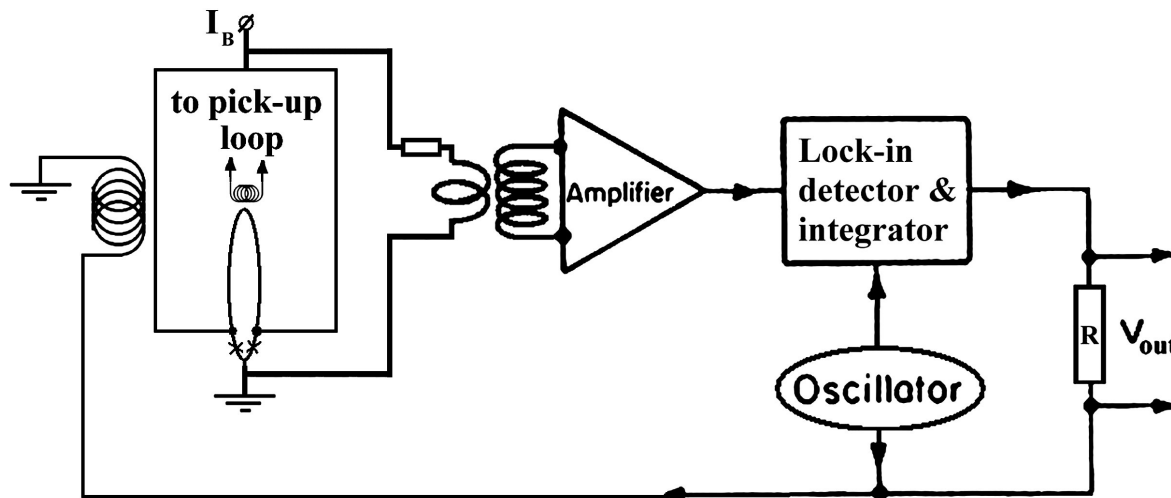 I_B
to pick-up
loop
Amplifier
Lock-in
detector &
integrator
Oscillator
R
V_out